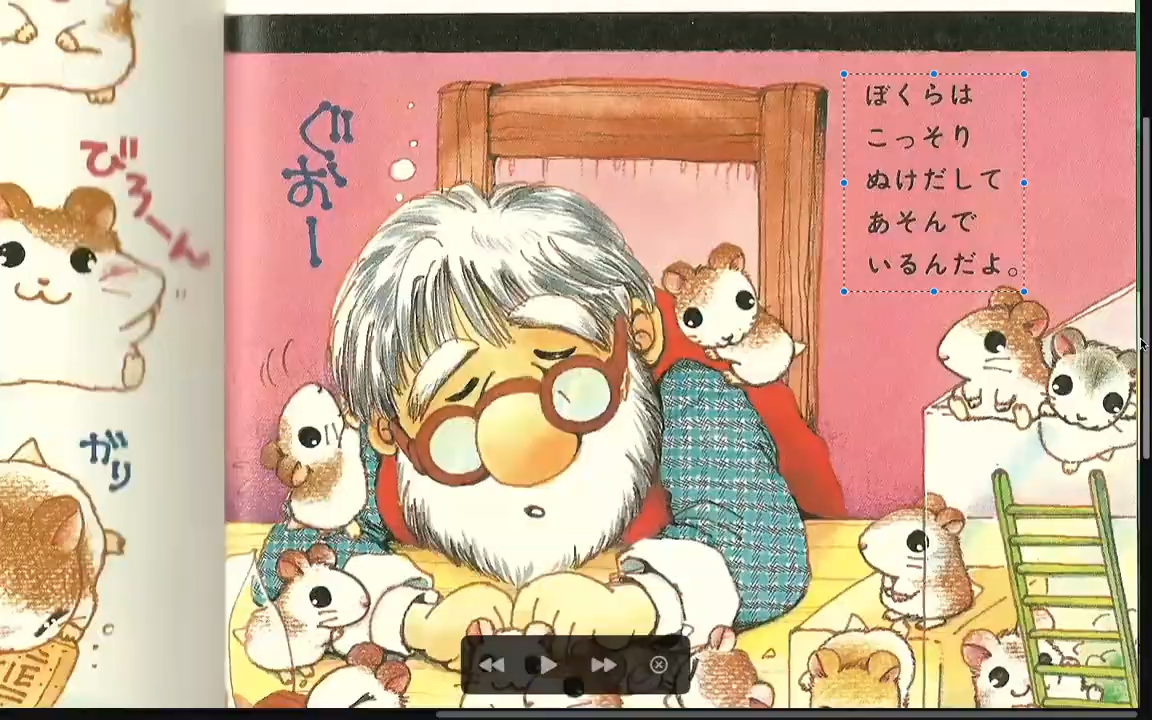 びろーん
がり
ぐおー
ぼくらは
こっそり
ぬけだして
あそんで
いるんだよ。